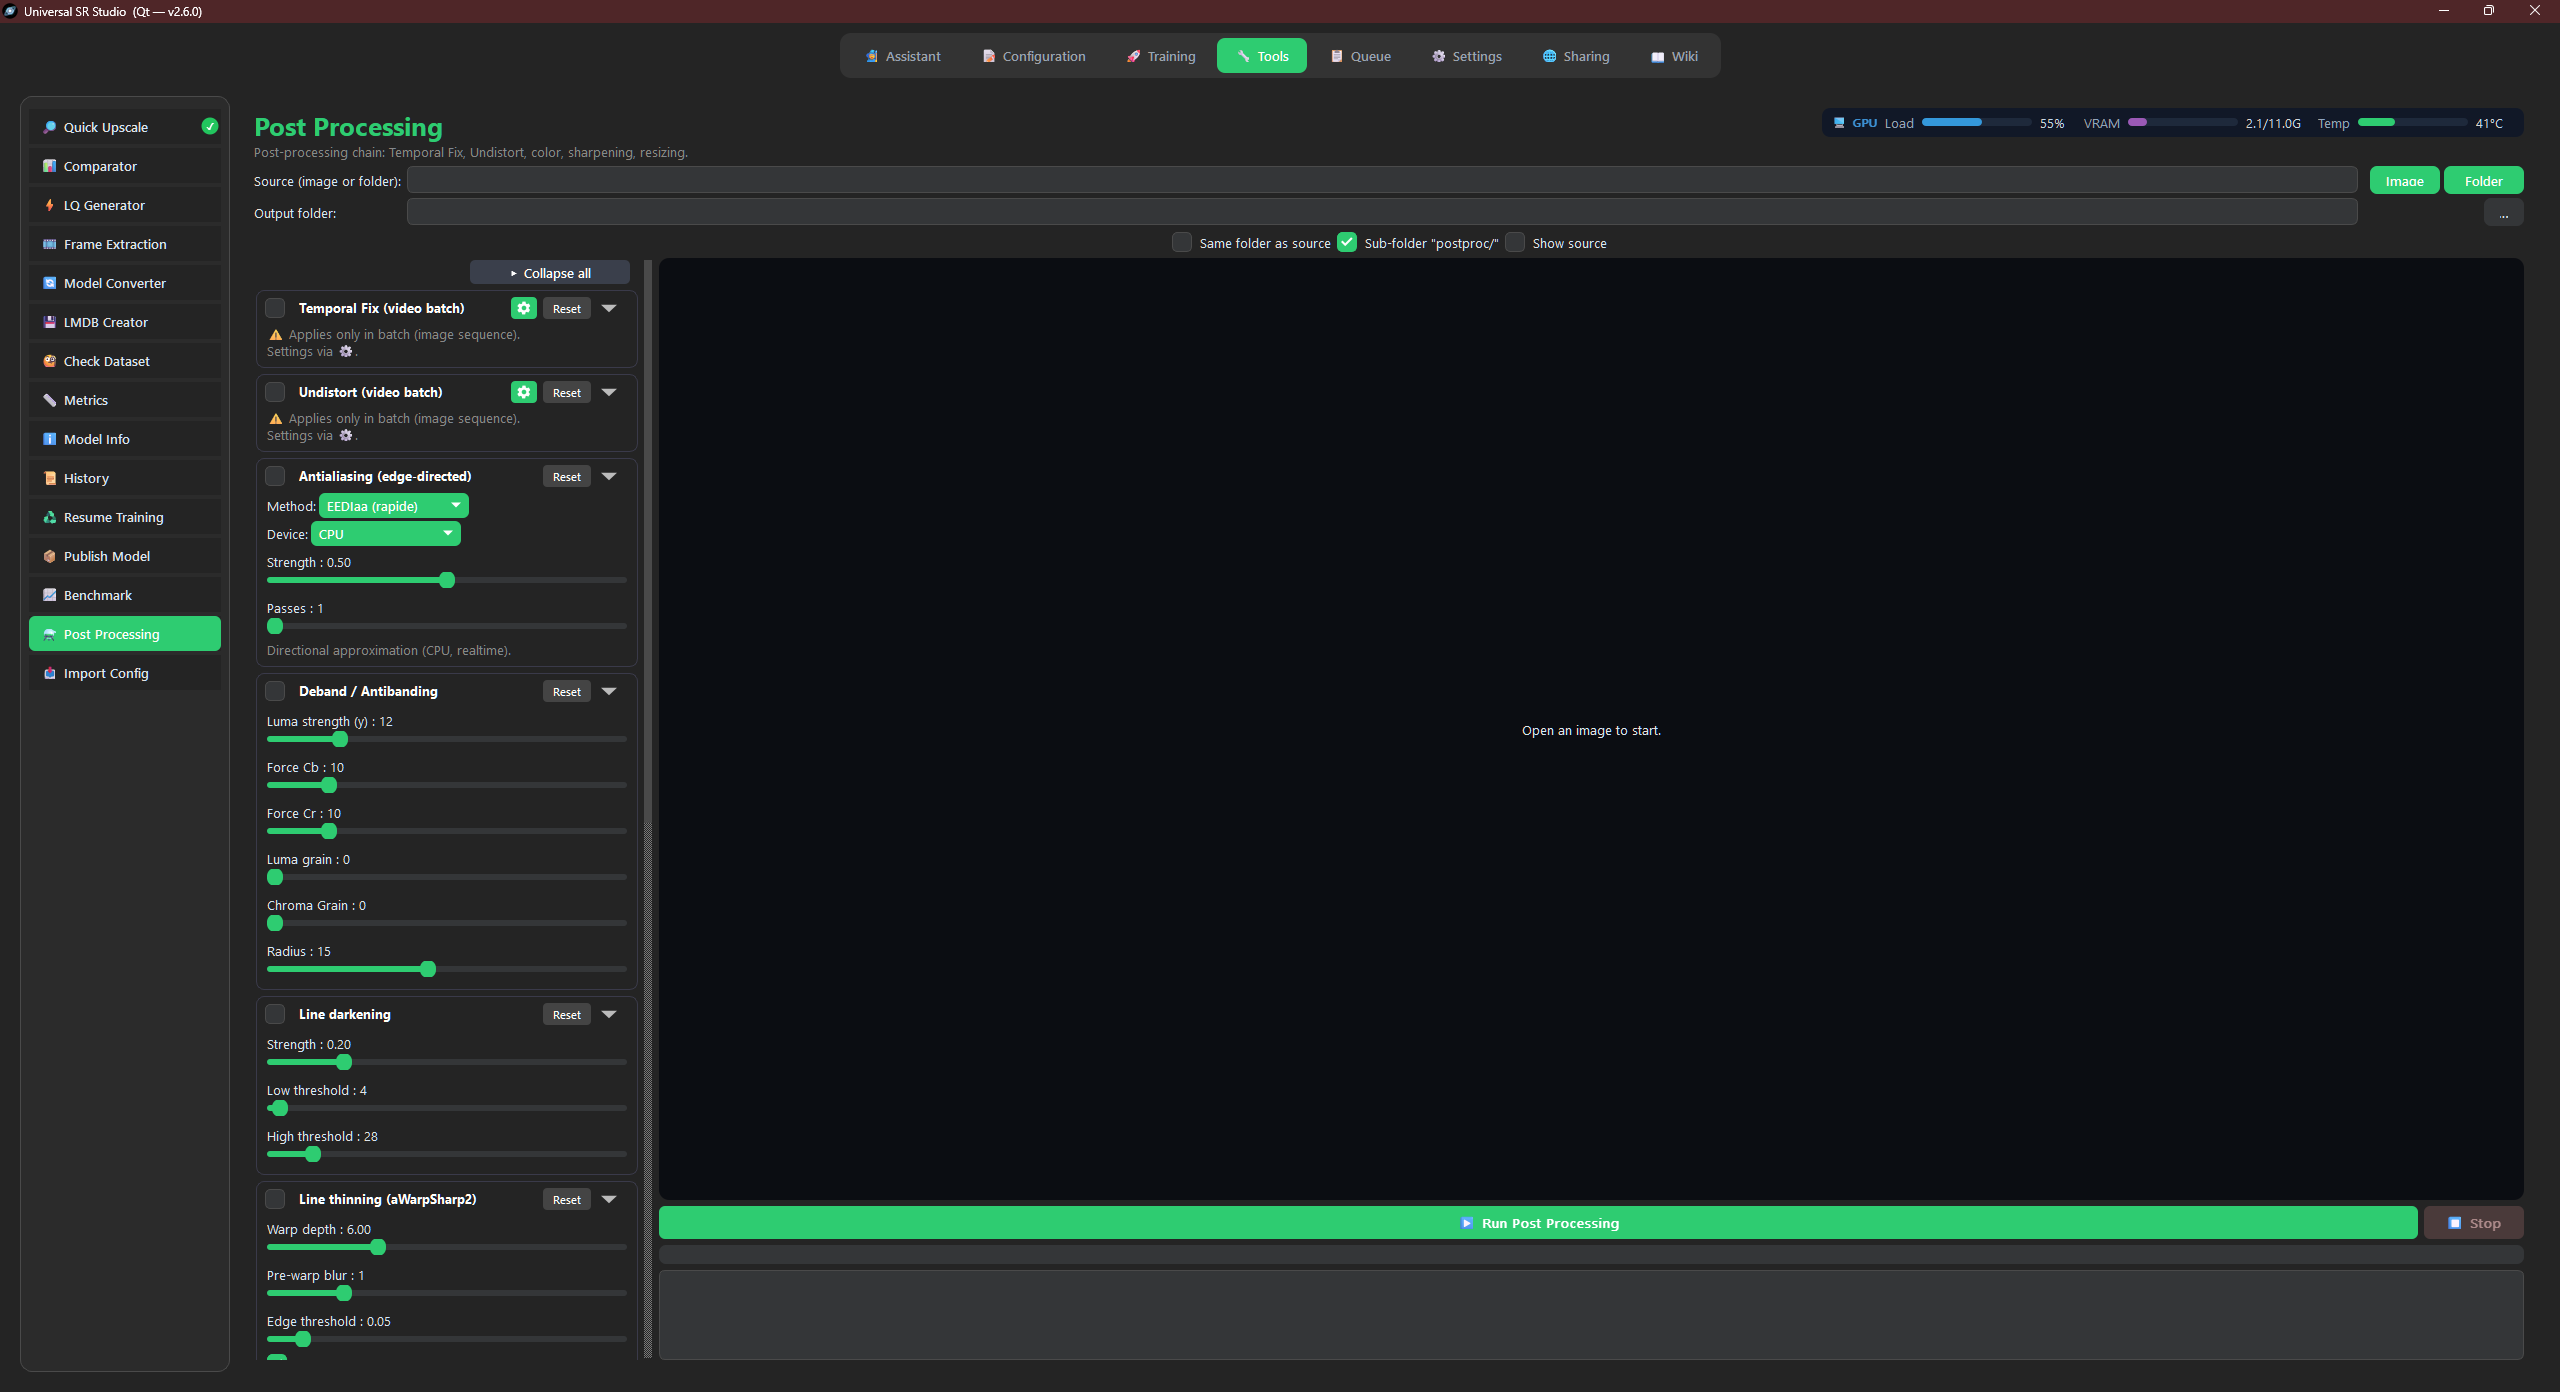 Universal SR Studio (Qt — v2.6.0)
Assistant
Configuration
Training
Tools
Queue
Settings
Sharing
Wiki
Quick Upscale
Comparator
LQ Generator
Frame Extraction
Model Converter
LMDB Creator
Check Dataset
Metrics
Model Info
History
Resume Training
Publish Model
Benchmark
Post Processing
Import Config
Post Processing
Post-processing chain: Temporal Fix, Undistort, color, sharpening, resizing.
GPU Load 55% VRAM 2.1/11.0G Temp 41°C
Source (image or folder):
Image
Folder
Output folder:
...
Same folder as source
Sub-folder "postproc/"
Show source
▸ Collapse all
Temporal Fix (video batch)
Reset
⚠ Applies only in batch (image sequence).
Settings via ⚙.
Undistort (video batch)
Reset
⚠ Applies only in batch (image sequence).
Settings via ⚙.
Antialiasing (edge-directed)
Reset
Method: EEDIaa (rapide)
Device: CPU
Strength : 0.50
Passes : 1
Directional approximation (CPU, realtime).
Deband / Antibanding
Reset
Luma strength (y) : 12
Force Cb : 10
Force Cr : 10
Luma grain : 0
Chroma Grain : 0
Radius : 15
Line darkening
Reset
Strength : 0.20
Low threshold : 4
High threshold : 28
Line thinning (aWarpSharp2)
Reset
Warp depth : 6.00
Pre-warp blur : 1
Edge threshold : 0.05
Open an image to start.
Run Post Processing
Stop